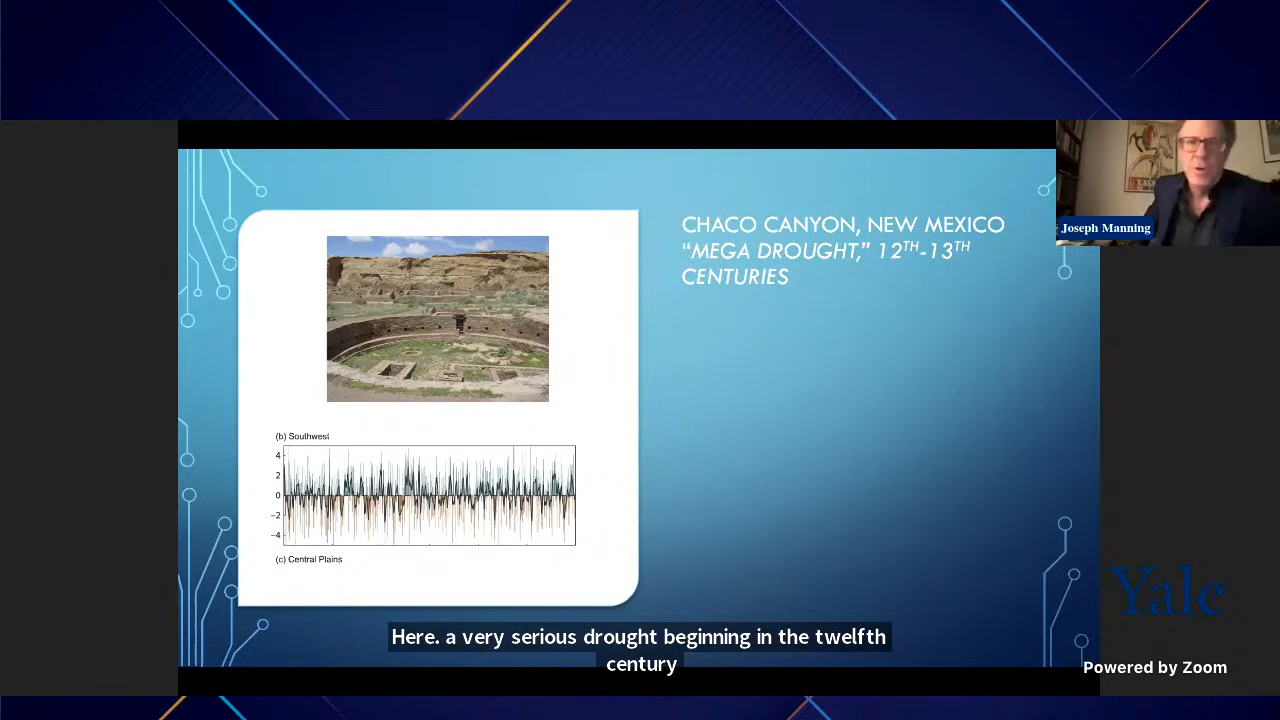 CHACO CANYON, NEW MEXICO
“MEGA DROUGHT,” 12TH-13TH
CENTURIES
Joseph Manning
(b) Southwest
4
2
0
−2
−4
(c) Central Plains
Yale
Here. a very serious drought beginning in the twelfth
century
Powered by Zoom